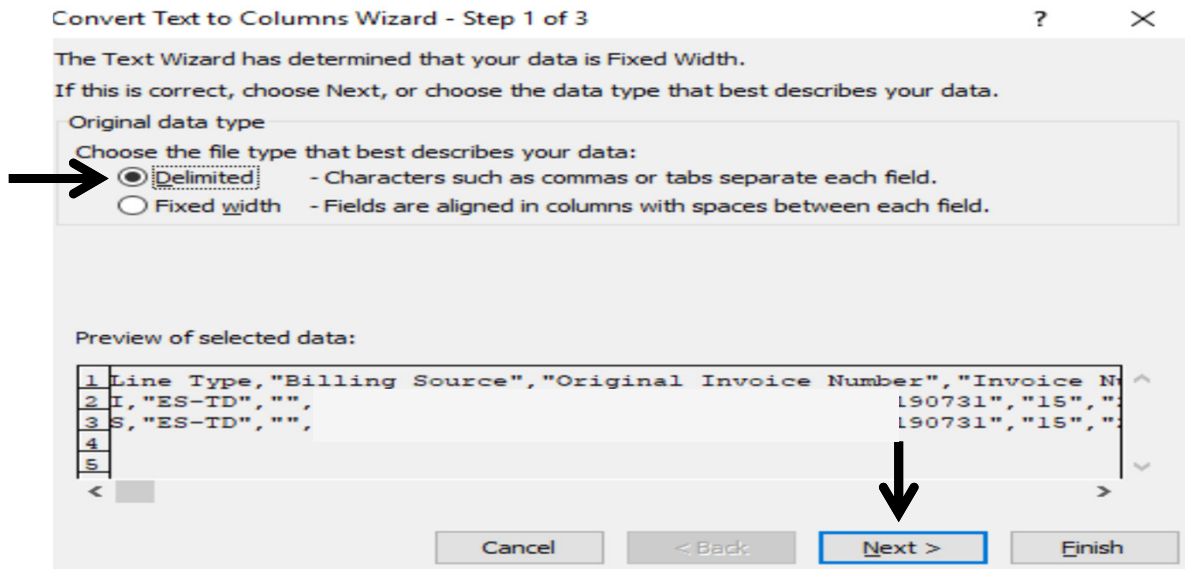 Convert Text to Columns Wizard - Step 1 of 3 ? ×
The Text Wizard has determined that your data is Fixed Width.
If this is correct, choose Next, or choose the data type that best describes your data.
Original data type
Choose the file type that best describes your data:
Delimited - Characters such as commas or tabs separate each field.
Fixed width - Fields are aligned in columns with spaces between each field.
Preview of selected data:
1 Line Type,"Billing Source","Original Invoice Number","Invoice
2 I,"ES-TD","", 190731","15","
3 S,"ES-TD","", 190731","15","
4
5
Cancel < Back Next > Finish